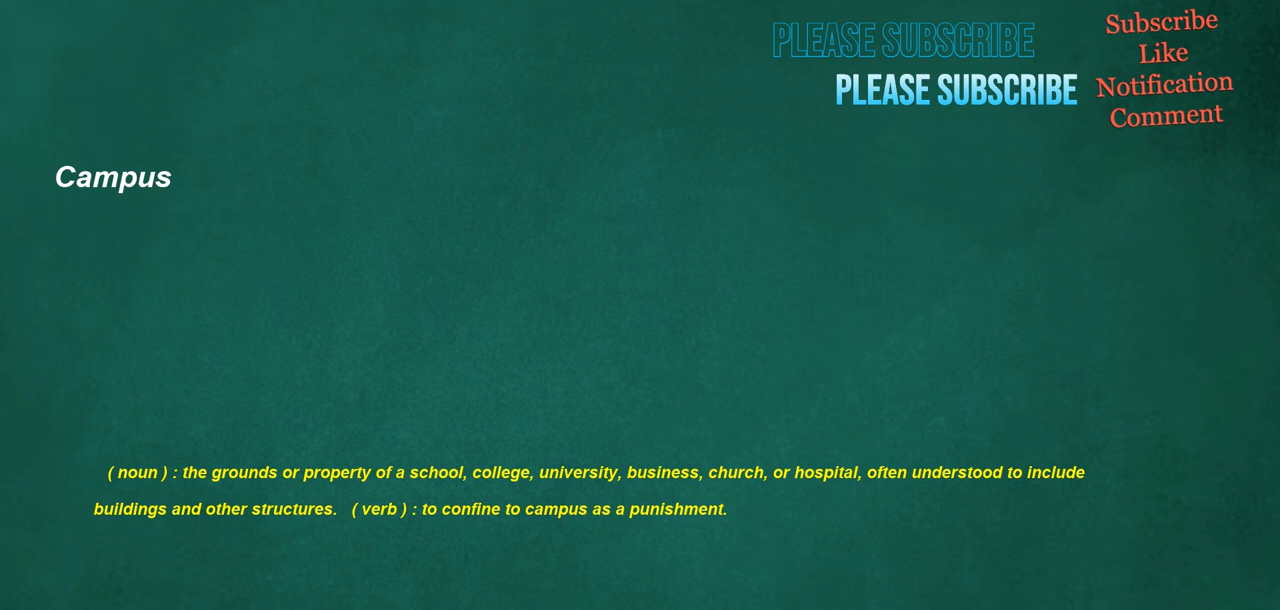 PLEASE SUBSCRIBE
PLEASE SUBSCRIBE
Subscribe
Like
Notification
Comment
Campus
( noun ) : the grounds or property of a school, college, university, business, church, or hospital, often understood to include
buildings and other structures. ( verb ) : to confine to campus as a punishment.